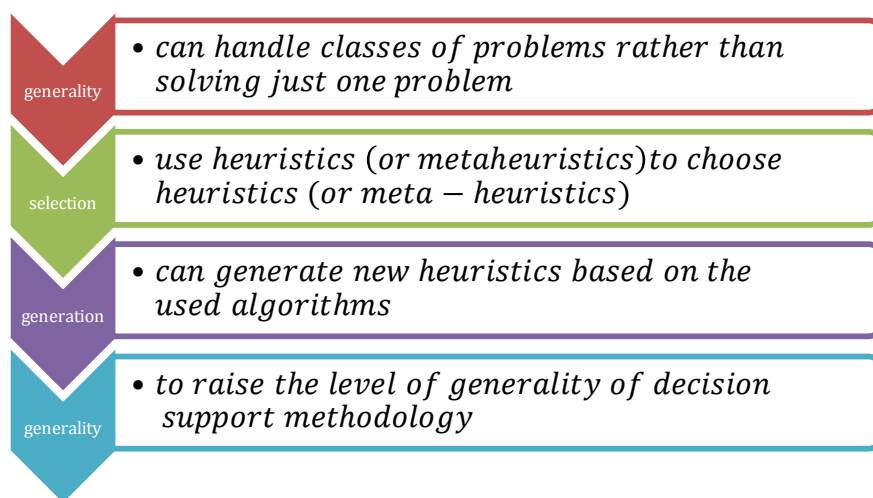 generality
• can handle classes of problems rather than
solving just one problem
selection
• use heuristics (or metaheuristics)to choose
heuristics (or meta − heuristics)
generation
• can generate new heuristics based on the
used algorithms
generality
• to raise the level of generality of decision
support methodology